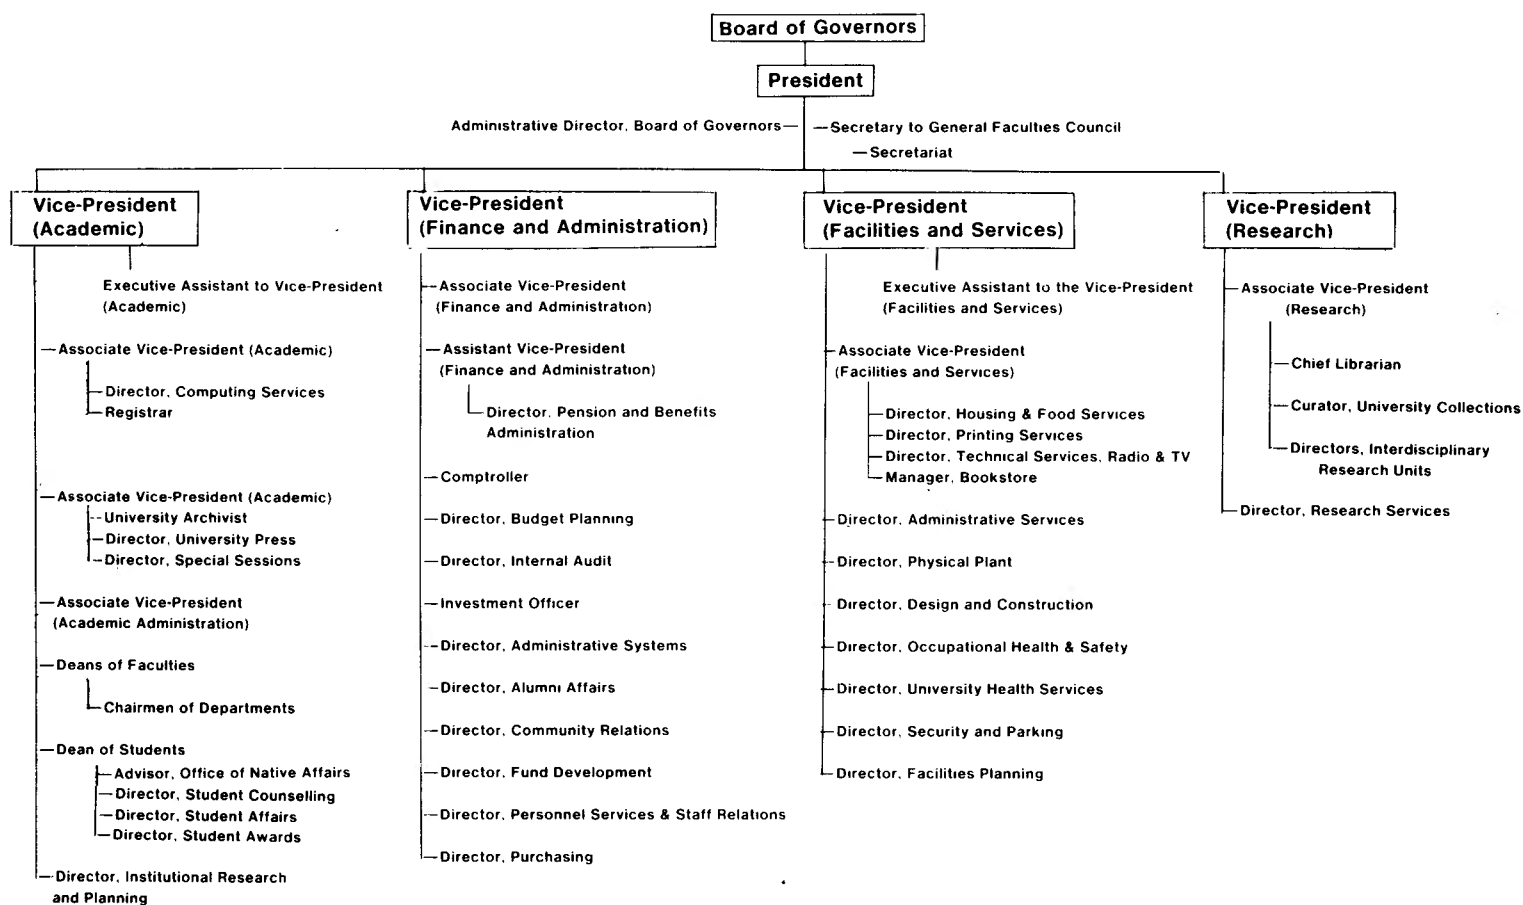 Board of Governors
President
Administrative Director, Board of Governors
Secretary to General Faculties Council
Secretariat
Vice-President
(Academic)
Executive Assistant to Vice-President
(Academic)
Associate Vice-President (Academic)
Director, Computing Services
Registrar
Associate Vice-President (Academic)
University Archivist
Director, University Press
Director, Special Sessions
Associate Vice-President
(Academic Administration)
Deans of Faculties
Chairmen of Departments
Dean of Students
Advisor, Office of Native Affairs
Director, Student Counselling
Director, Student Affairs
Director, Student Awards
Director, Institutional Research
and Planning
Vice-President
(Finance and Administration)
Associate Vice-President
(Finance and Administration)
Assistant Vice-President
(Finance and Administration)
Director, Pension and Benefits
Administration
Comptroller
Director, Budget Planning
Director, Internal Audit
Investment Officer
Director, Administrative Systems
Director, Alumni Affairs
Director, Community Relations
Director, Fund Development
Director, Personnel Services & Staff Relations
Director, Purchasing
Vice-President
(Facilities and Services)
Executive Assistant to the Vice-President
(Facilities and Services)
Associate Vice-President
(Facilities and Services)
Director, Housing & Food Services
Director, Printing Services
Director, Technical Services, Radio & TV
Manager, Bookstore
Director, Administrative Services
Director, Physical Plant
Director, Design and Construction
Director, Occupational Health & Safety
Director, University Health Services
Director, Security and Parking
Director, Facilities Planning
Vice-President
(Research)
Associate Vice-President
(Research)
Chief Librarian
Curator, University Collections
Directors, Interdisciplinary
Research Units
Director, Research Services